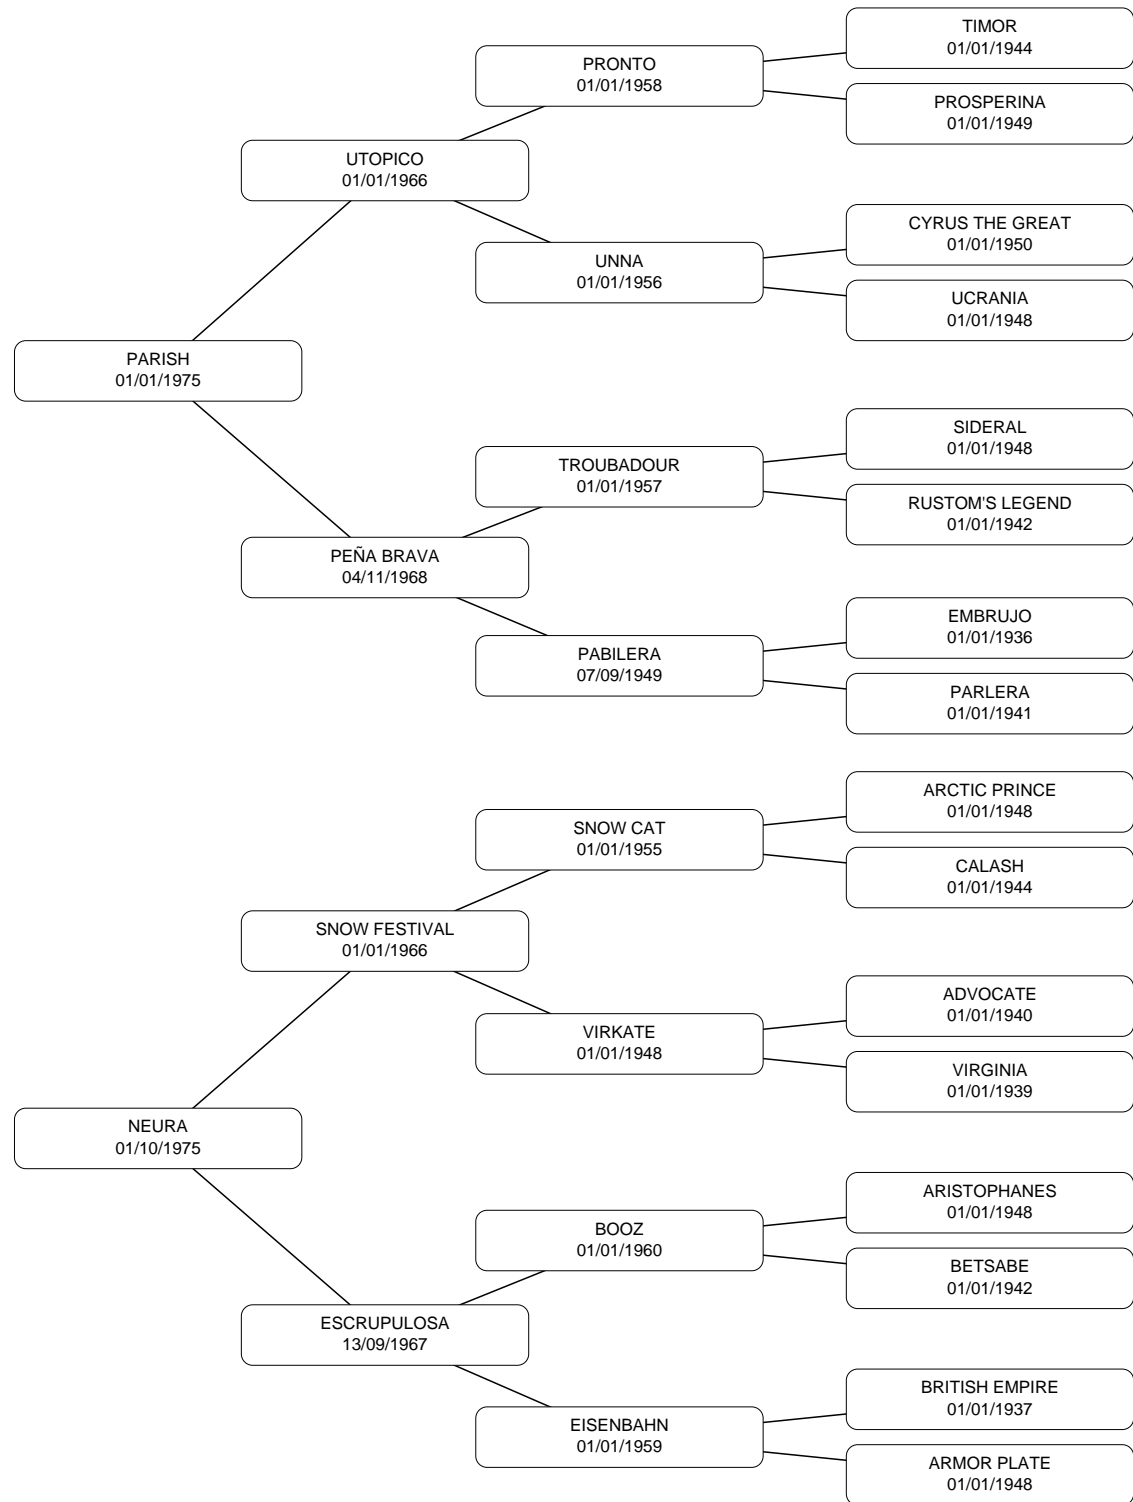 TIMOR
01/01/1944
PRONTO
01/01/1958
PROSPERINA
01/01/1949
UTOPICO
01/01/1966
CYRUS THE GREAT
01/01/1950
UNNA
01/01/1956
UCRANIA
01/01/1948
PARISH
01/01/1975
SIDERAL
01/01/1948
TROUBADOUR
01/01/1957
RUSTOM'S LEGEND
01/01/1942
PEÑA BRAVA
04/11/1968
EMBRUJO
01/01/1936
PABILERA
07/09/1949
PARLERA
01/01/1941
ARCTIC PRINCE
01/01/1948
SNOW CAT
01/01/1955
CALASH
01/01/1944
SNOW FESTIVAL
01/01/1966
ADVOCATE
01/01/1940
VIRKATE
01/01/1948
VIRGINIA
01/01/1939
NEURA
01/10/1975
ARISTOPHANES
01/01/1948
BOOZ
01/01/1960
BETSABE
01/01/1942
ESCRUPULOSA
13/09/1967
BRITISH EMPIRE
01/01/1937
EISENBAHN
01/01/1959
ARMOR PLATE
01/01/1948